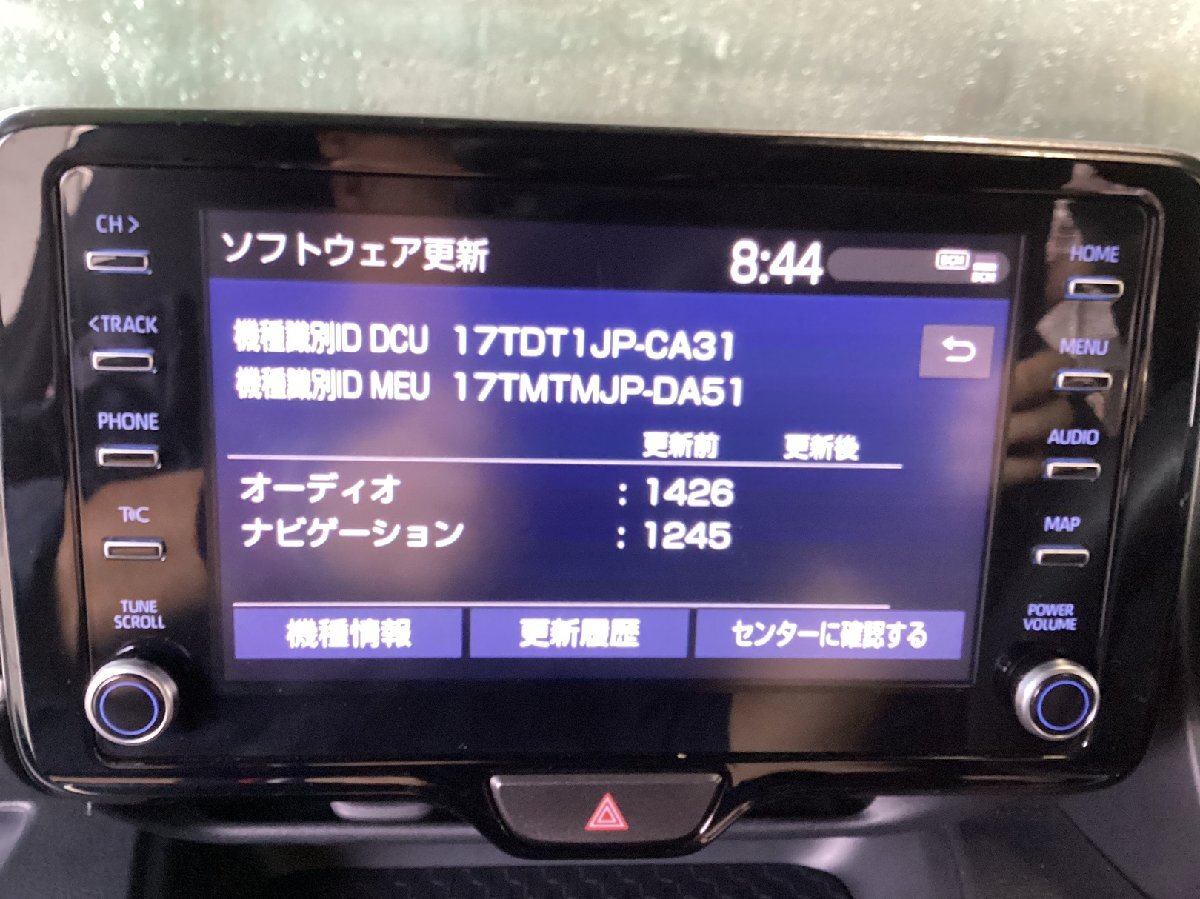 CH >
<TRACK
PHONE
T/C
TUNE
SCROLL
ソフトウェア更新
8:44
DCM
DCM
機種識別ID DCU 17TDT1JP-CA31
機種識別ID MEU 17TMTMJP-DA51
更新前 更新後
オーディオ : 1426
ナビゲーション : 1245
機種情報 更新履歴 センターに確認する
HOME
MENU
AUDIO
MAP
POWER
VOLUME